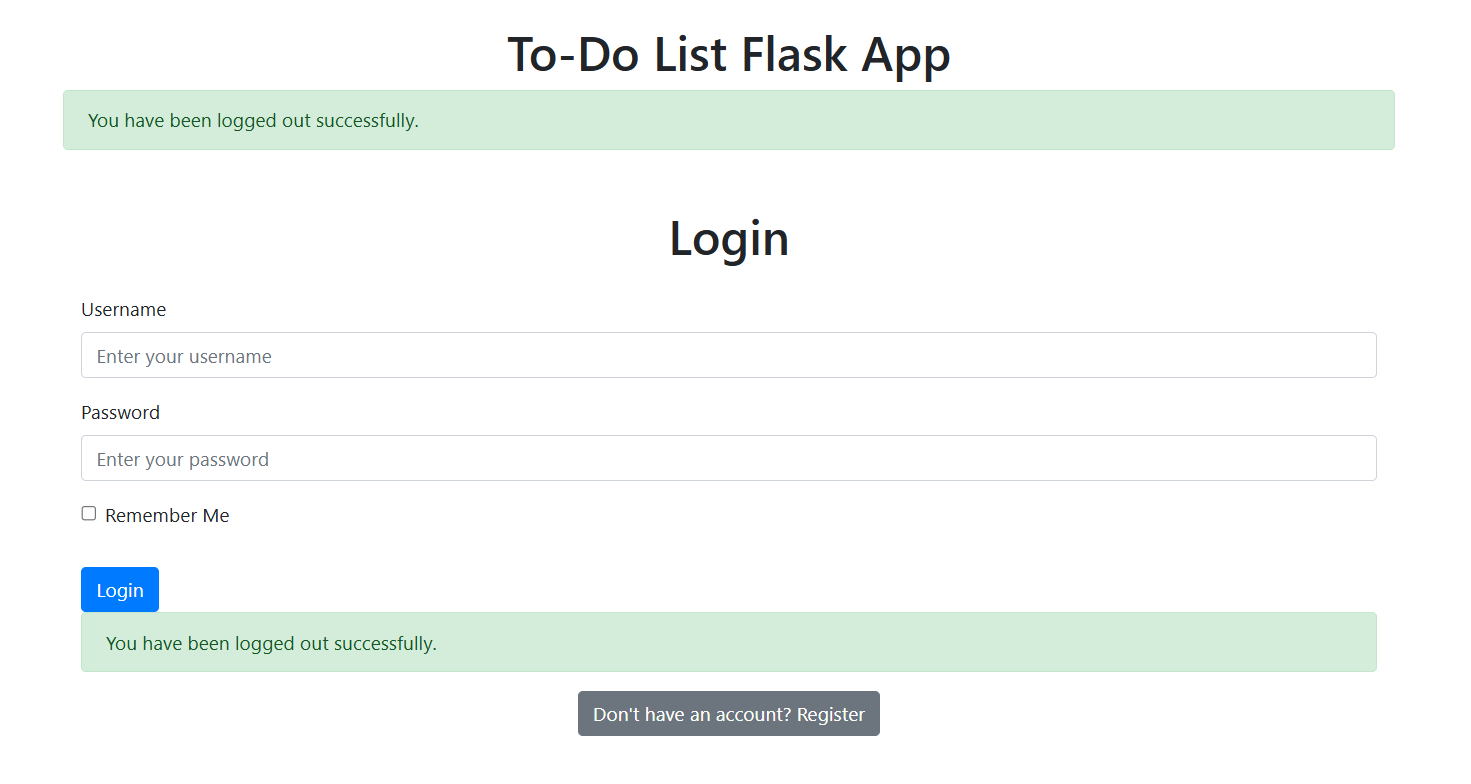 To-Do List Flask App
You have been logged out successfully.
Login
Username
Enter your username
Password
Enter your password
Remember Me
Login
You have been logged out successfully.
Don't have an account? Register